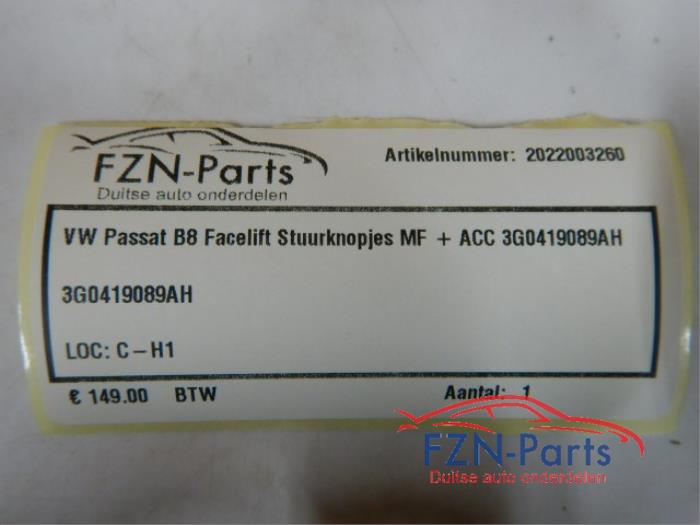 FZN-Parts
Duitse auto onderdelen
Artikelnummer: 2022003260
VW Passat B8 Facelift Stuurknopjes MF + ACC 3G0419089AH
3G0419089AH
LOC: C-H1
€ 149.00 BTW
Aantal: 1
FZN-Parts
Duitse auto onderdelen